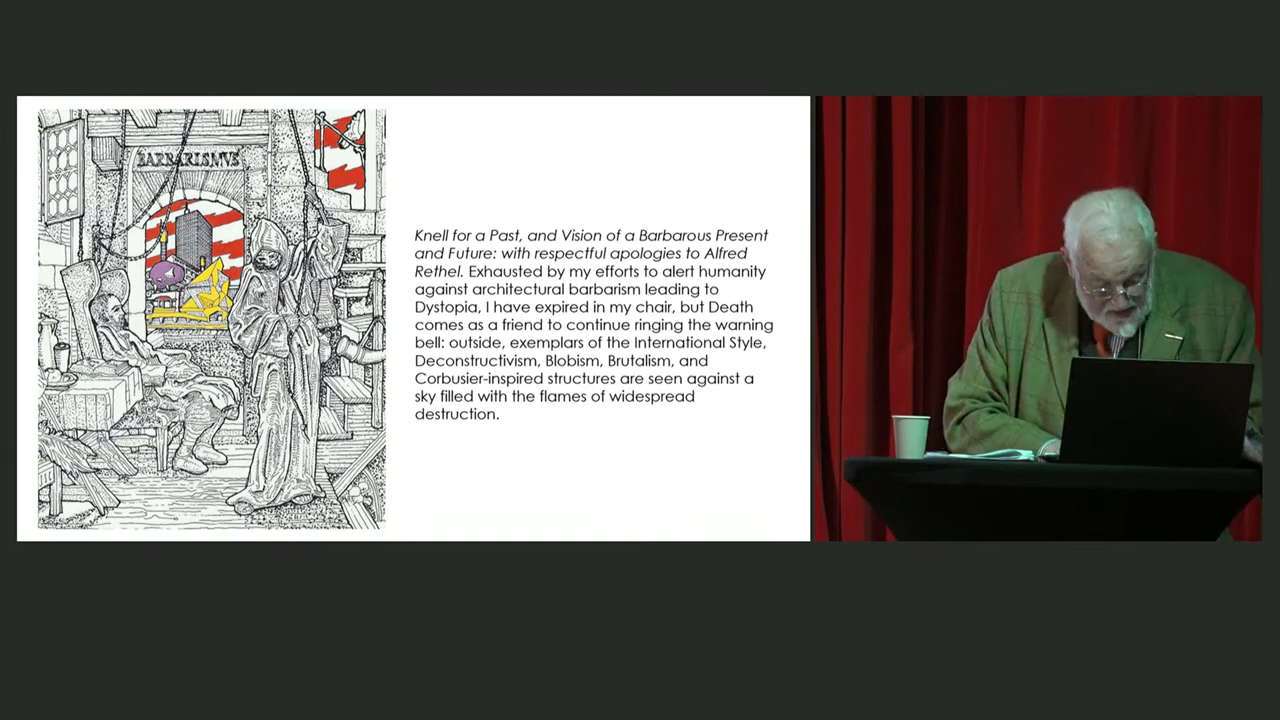 BARBARISMVS
Knell for a Past, and Vision of a Barbarous Present
and Future: with respectful apologies to Alfred
Rethel. Exhausted by my efforts to alert humanity
against architectural barbarism leading to
Dystopia, I have expired in my chair, but Death
comes as a friend to continue ringing the warning
bell: outside, exemplars of the International Style,
Deconstructivism, Blobism, Brutalism, and
Corbusier-inspired structures are seen against a
sky filled with the flames of widespread
destruction.